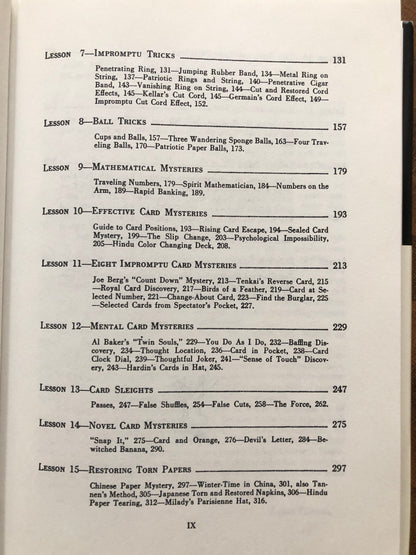 Lesson 7—Impromptu Tricks 131
Penetrating Ring, 131—Jumping Rubber Band, 134—Metal Ring on
String, 137—Patriotic Rings and String, 140—Penetrative Cigar
Band, 143—Vanishing Ring on String, 144—Cut and Restored Cord
Effects, 145—Kellar's Cut Cord, 145—Germain's Cord Effect, 149—
Impromptu Cut Cord Effect, 152.
Lesson 8—Ball Tricks 157
Cups and Balls, 157—Three Wandering Sponge Balls, 163—Four Trav-
eling Balls, 170—Patriotic Paper Balls, 173.
Lesson 9—Mathematical Mysteries 179
Traveling Numbers, 179—Spirit Mathematician, 184—Numbers on the
Arm, 189—Rapid Banking, 189.
Lesson 10—Effective Card Mysteries 193
Guide to Card Positions, 193—Rising Card Escape, 194—Sealed Card
Mystery, 199—The Slip Change, 203—Psychological Impossibility,
205—Hindu Color Changing Deck, 208.
Lesson 11—Eight Impromptu Card Mysteries 213
Joe Berg's "Count Down" Mystery, 213—Tenkai's Reverse Card, 215
—Royal Card Discovery, 217—Birds of a Feather, 219—Card at Se-
lected Number, 221—Change-About Card, 223—Find the Burglar, 225
—Selected Cards from Spectator's Pocket, 227.
Lesson 12—Mental Card Mysteries 229
Al Baker's "Twin Souls," 229—You Do As I Do, 232—Baffling Dis-
covery, 234—Thought Location, 236—Card in Pocket, 238—Card
Clock Dial, 239—Thoughtful Joker, 241—"Sense of Touch" Discov-
ery, 243—Hardin's Cards in Hat, 245.
Lesson 13—Card Sleights 247
Passes, 247—False Shuffles, 254—False Cuts, 258—The Force, 262.
Lesson 14—Novel Card Mysteries 275
"Snap It," 275—Card and Orange, 276—Devil's Letter, 284—Be-
witched Banana, 290.
Lesson 15—Restoring Torn Papers 297
Chinese Paper Mystery, 297—Winter-Time in China, 301, also Tan-
nen's Method, 305—Japanese Torn and Restored Napkins, 306—Hindu
Paper Tearing, 312—Milady's Parisienne Hat, 316.
IX